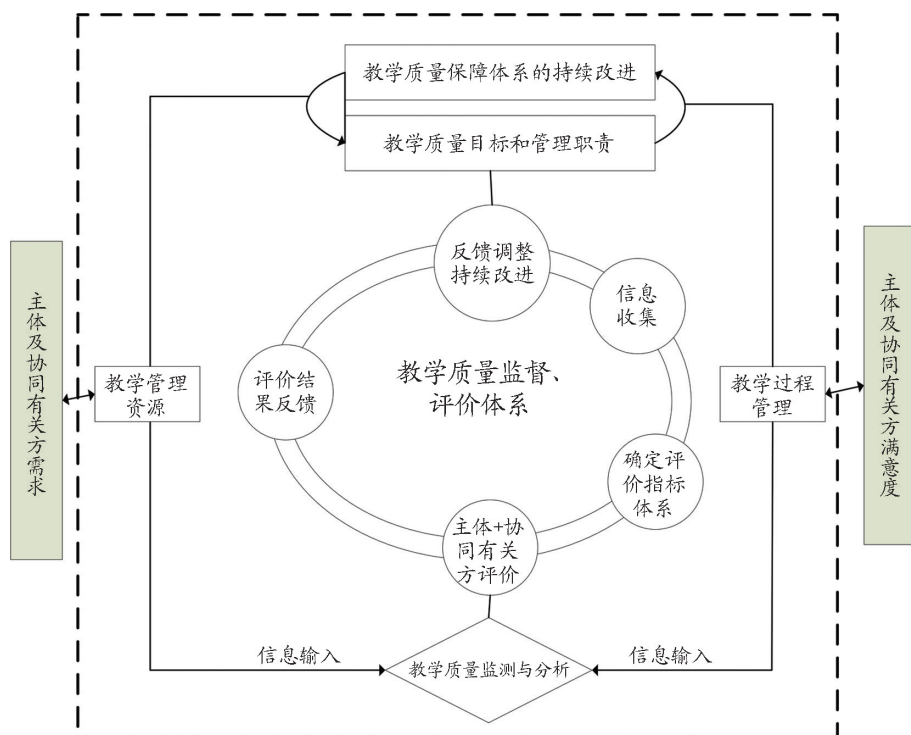 教学质量保障体系的持续改进
教学质量目标和管理职责
反馈调整
持续改进
信息
收集
主体及协同有关方需求
教学管理
资源
评价结
果反馈
教学质量监督、
评价体系
教学过程
管理
主体及协同有关方满意度
确定评
价指标
体系
主体+协
同有关
方评价
信息输入
教学质量监测与分析
信息输入